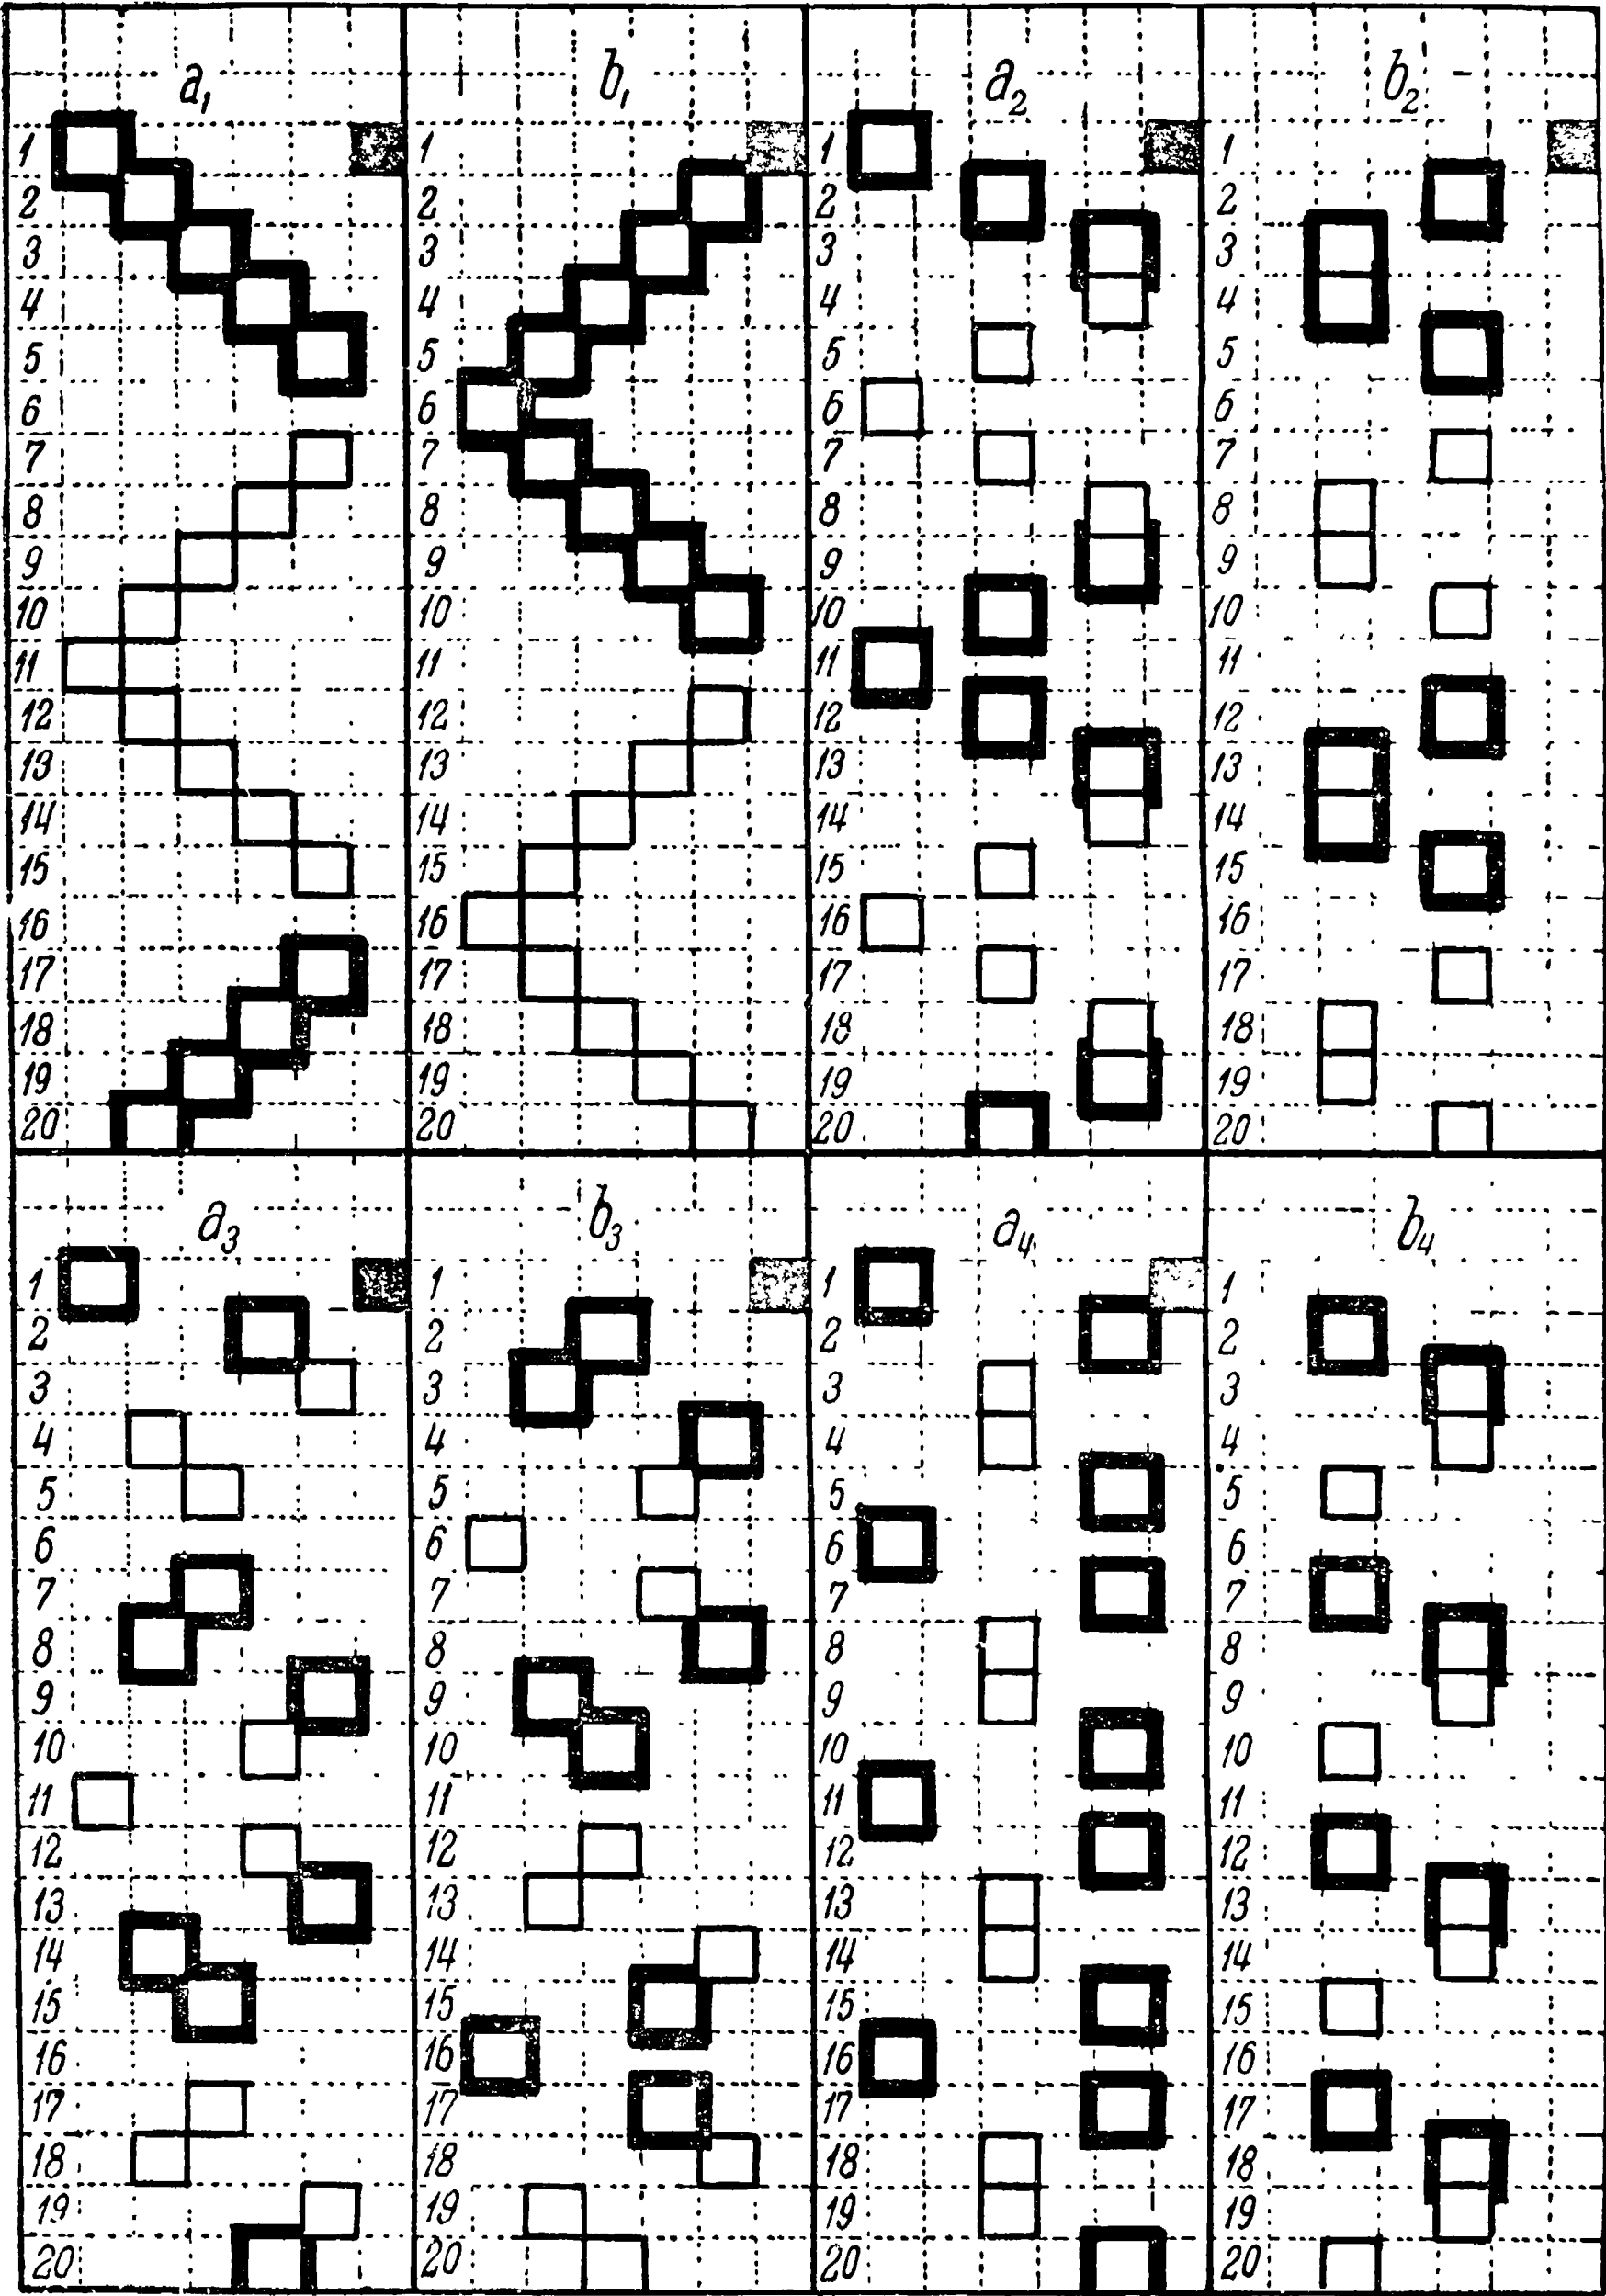 a₁ b₁ a₂ b₂
1 1 1 1
2 2 2 2
3 3 3 3
4 4 4 4
5 5 5 5
6 6 6 6
7 7 7 7
8 8 8 8
9 9 9 9
10 10 10 10
11 11 11 11
12 12 12 12
13 13 13 13
14 14 14 14
15 15 15 15
16 16 16 16
17 17 17 17
18 18 18 18
19 19 19 19
20 20 20 20
a₃ b₃ a₄ b₄
1 1 1 1
2 2 2 2
3 3 3 3
4 4 4 4
5 5 5 5
6 6 6 6
7 7 7 7
8 8 8 8
9 9 9 9
10 10 10 10
11 11 11 11
12 12 12 12
13 13 13 13
14 14 14 14
15 15 15 15
16 16 16 16
17 17 17 17
18 18 18 18
19 19 19 19
20 20 20 20